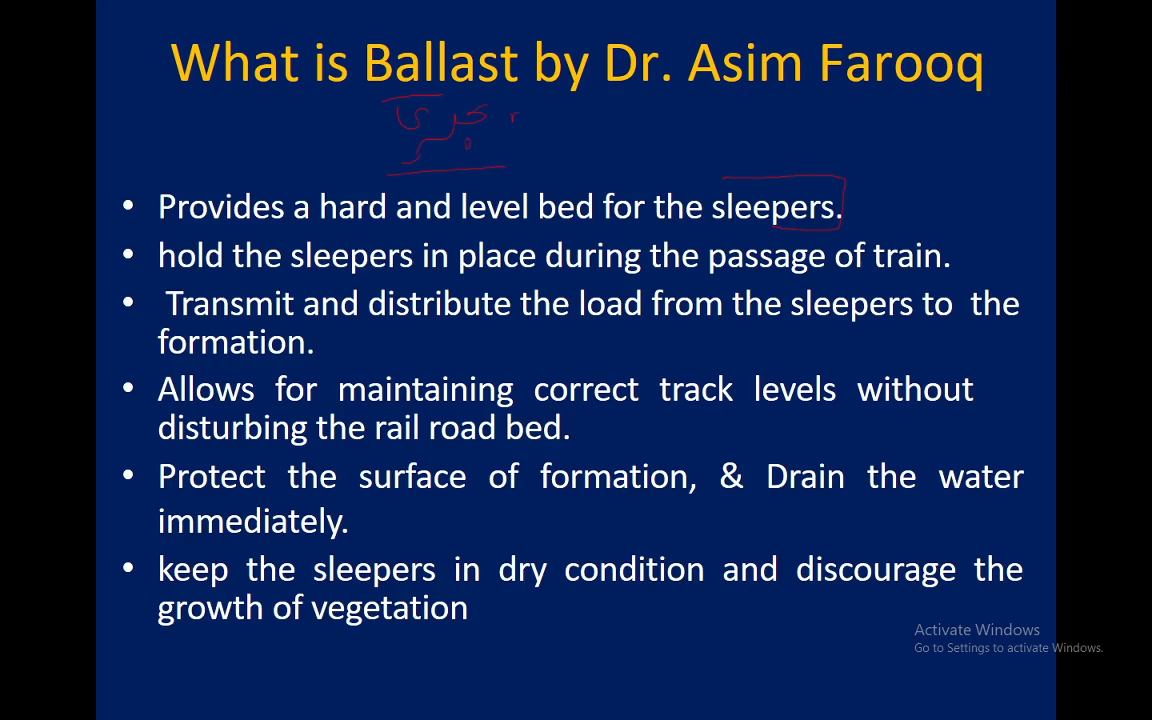 What is Ballast by Dr. Asim Farooq
• Provides a hard and level bed for the sleepers.
• hold the sleepers in place during the passage of train.
• Transmit and distribute the load from the sleepers to the
formation.
• Allows for maintaining correct track levels without
disturbing the rail road bed.
• Protect the surface of formation, & Drain the water
immediately.
• keep the sleepers in dry condition and discourage the
growth of vegetation
Activate Windows
Go to Settings to activate Windows.